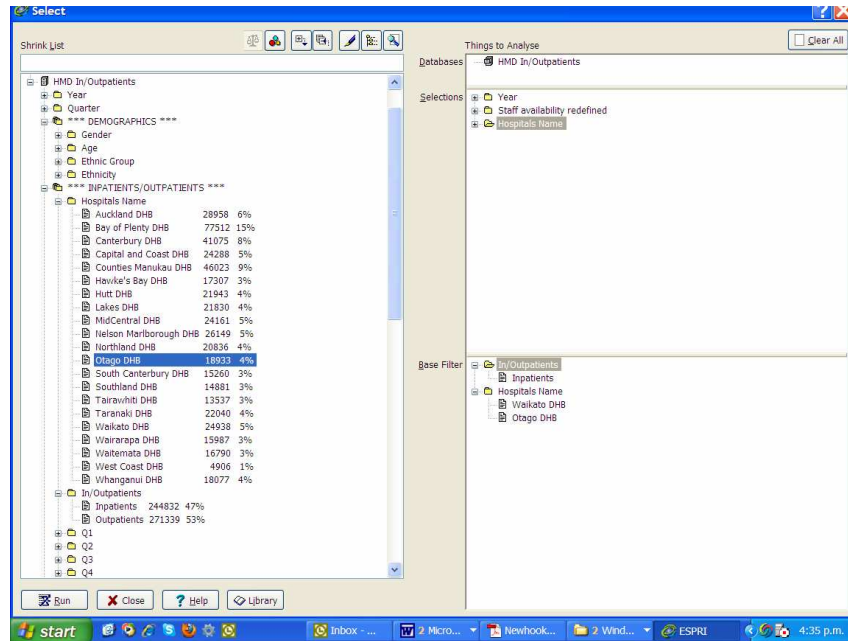 Select
Shrink List
HMD In/Outpatients
Year
Quarter
*** DEMOGRAPHICS ***
Gender
Age
Ethnic Group
Ethnicity
*** INPATIENTS/OUTPATIENTS ***
Hospitals Name
Auckland DHB 28958 6%
Bay of Plenty DHB 77512 15%
Canterbury DHB 41075 8%
Capital and Coast DHB 24288 5%
Counties Manukau DHB 46023 9%
Hawke's Bay DHB 17307 3%
Hutt DHB 21943 4%
Lakes DHB 21830 4%
MidCentral DHB 24161 5%
Nelson Marlborough DHB 26149 5%
Northland DHB 20836 4%
Otago DHB 18933 4%
South Canterbury DHB 15260 3%
Southland DHB 14881 3%
Tairawhiti DHB 13537 3%
Taranaki DHB 22040 4%
Waikato DHB 24938 5%
Wairarapa DHB 15987 3%
Waitemata DHB 16790 3%
West Coast DHB 4906 1%
Whanganui DHB 18077 4%
In/Outpatients
Inpatients 244832 47%
Outpatients 271339 53%
Q1
Q2
Q3
Q4
Run Close ? Help Library
Things to Analyse
Clear All
Databases HMD In/Outpatients
Selections Year
Staff availability redefined
Hospitals Name
Base Filter In/Outpatients
Inpatients
Hospitals Name
Waikato DHB
Otago DHB
start Inbox - ... 2 Micro... Newhook... 2 Wind... ESPRI 4:35 p.m.